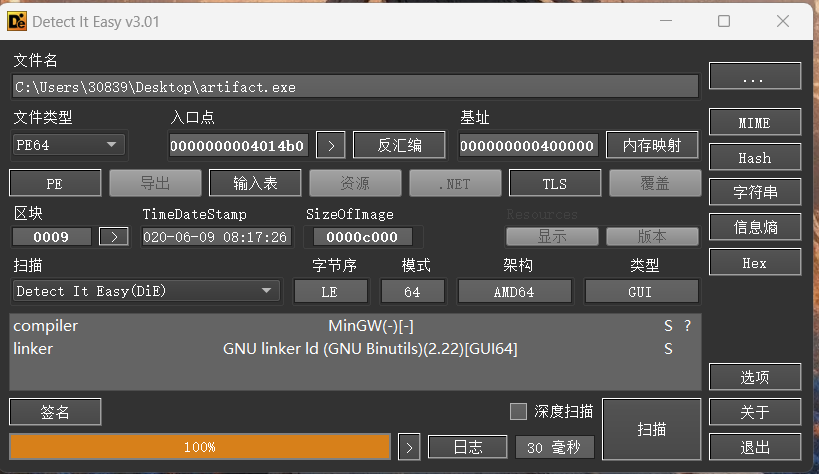 Detect It Easy v3.01
文件名
C:\Users\30839\Desktop\artifact.exe
...
文件类型 入口点 基址
PE64 0000000004014b0 > 反汇编 000000000400000 内存映射 MIME
PE 导出 输入表 资源 .NET TLS 覆盖 Hash
区块 TimeDateStamp SizeOfImage Resources 字符串
0009 > 020-06-09 08:17:26 0000c000 显示 版本 信息熵
扫描 字节序 模式 架构 类型 Hex
Detect It Easy(DiE) LE 64 AMD64 GUI
compiler MinGW(-)[-] S ?
linker GNU linker ld (GNU Binutils)(2.22)[GUI64] S
选项
签名 深度扫描 扫描 关于
100% > 日志 30 毫秒 退出